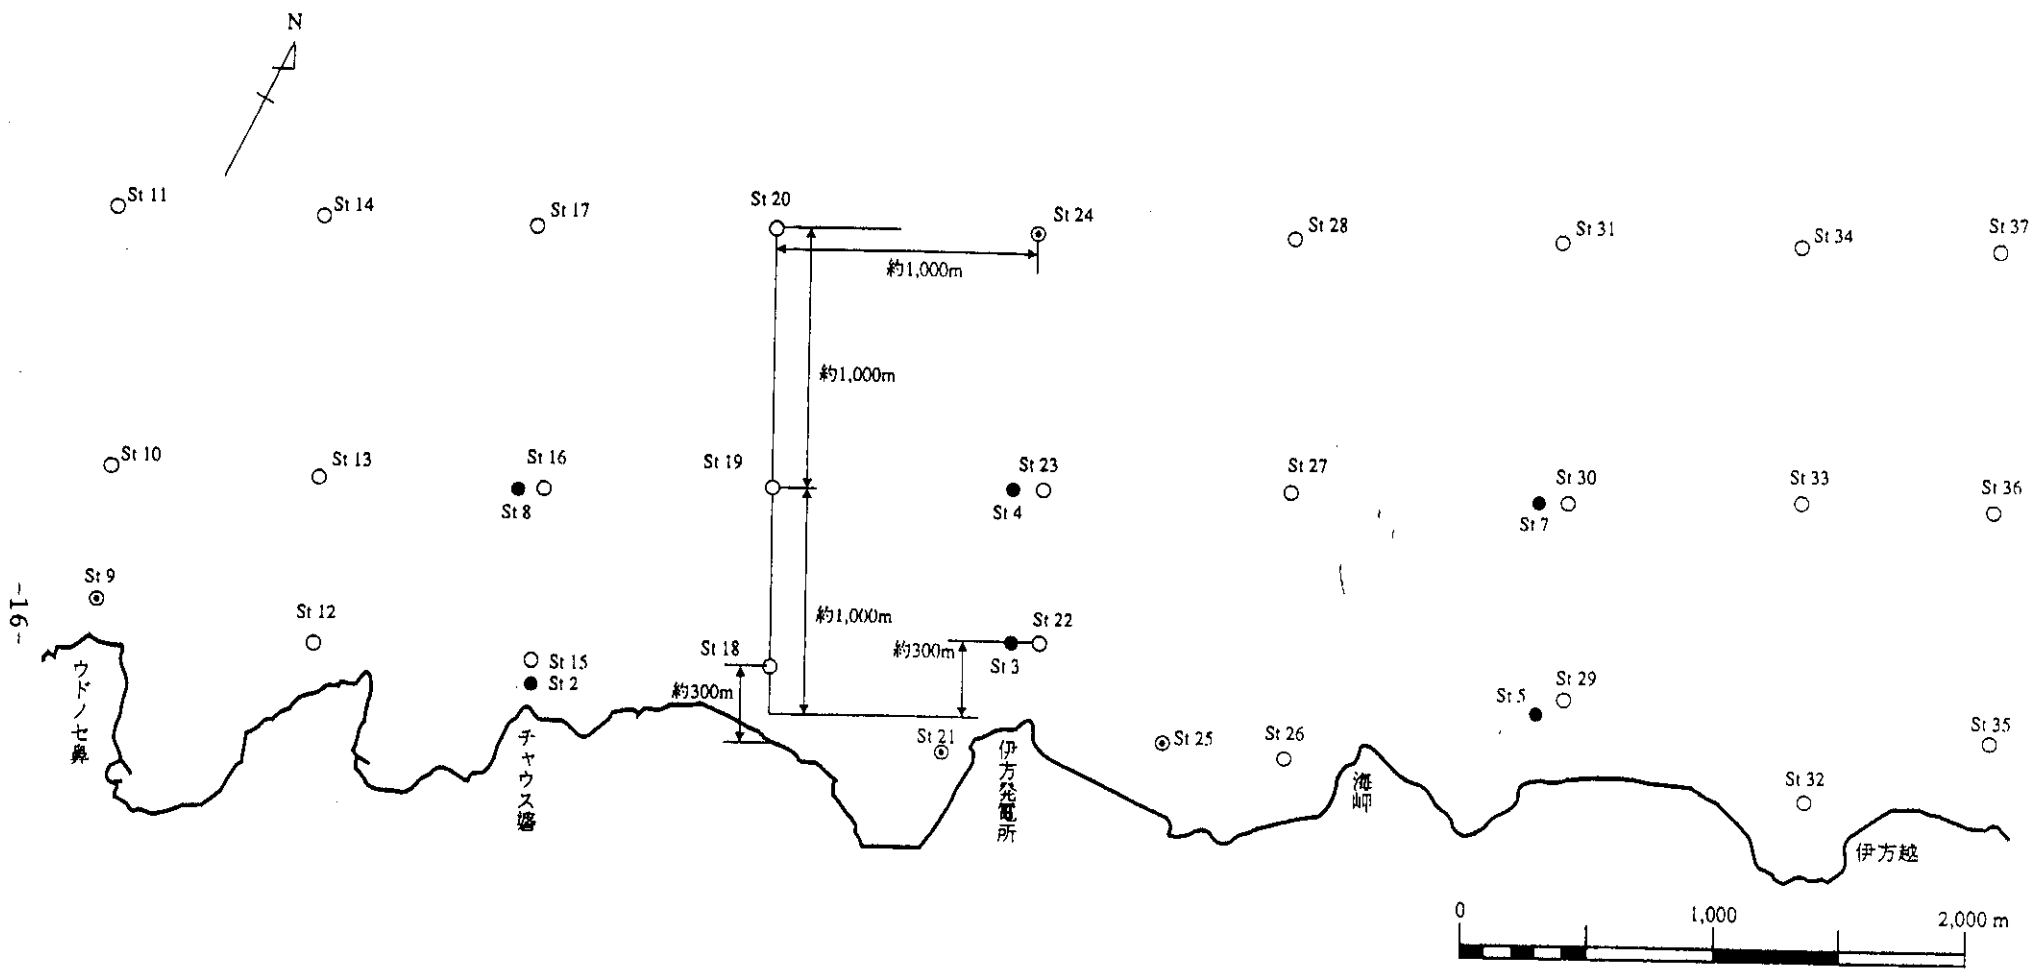 N
St 11
St 14
St 17
St 20
St 24
St 28
St 31
St 34
St 37
約1,000m
約1,000m
St 10
St 13
St 16
St 8
St 19
St 23
St 4
St 27
St 30
St 7
St 33
St 36
St 9
St 12
St 15
St 2
St 18
約1,000m
約300m
約300m
St 22
St 3
St 29
St 5
St 21
St 25
St 26
St 35
St 32
ウドノセ鼻
チャウス碆
伊方発電所
海岬
伊方越
0
1,000
2,000 m
-16-